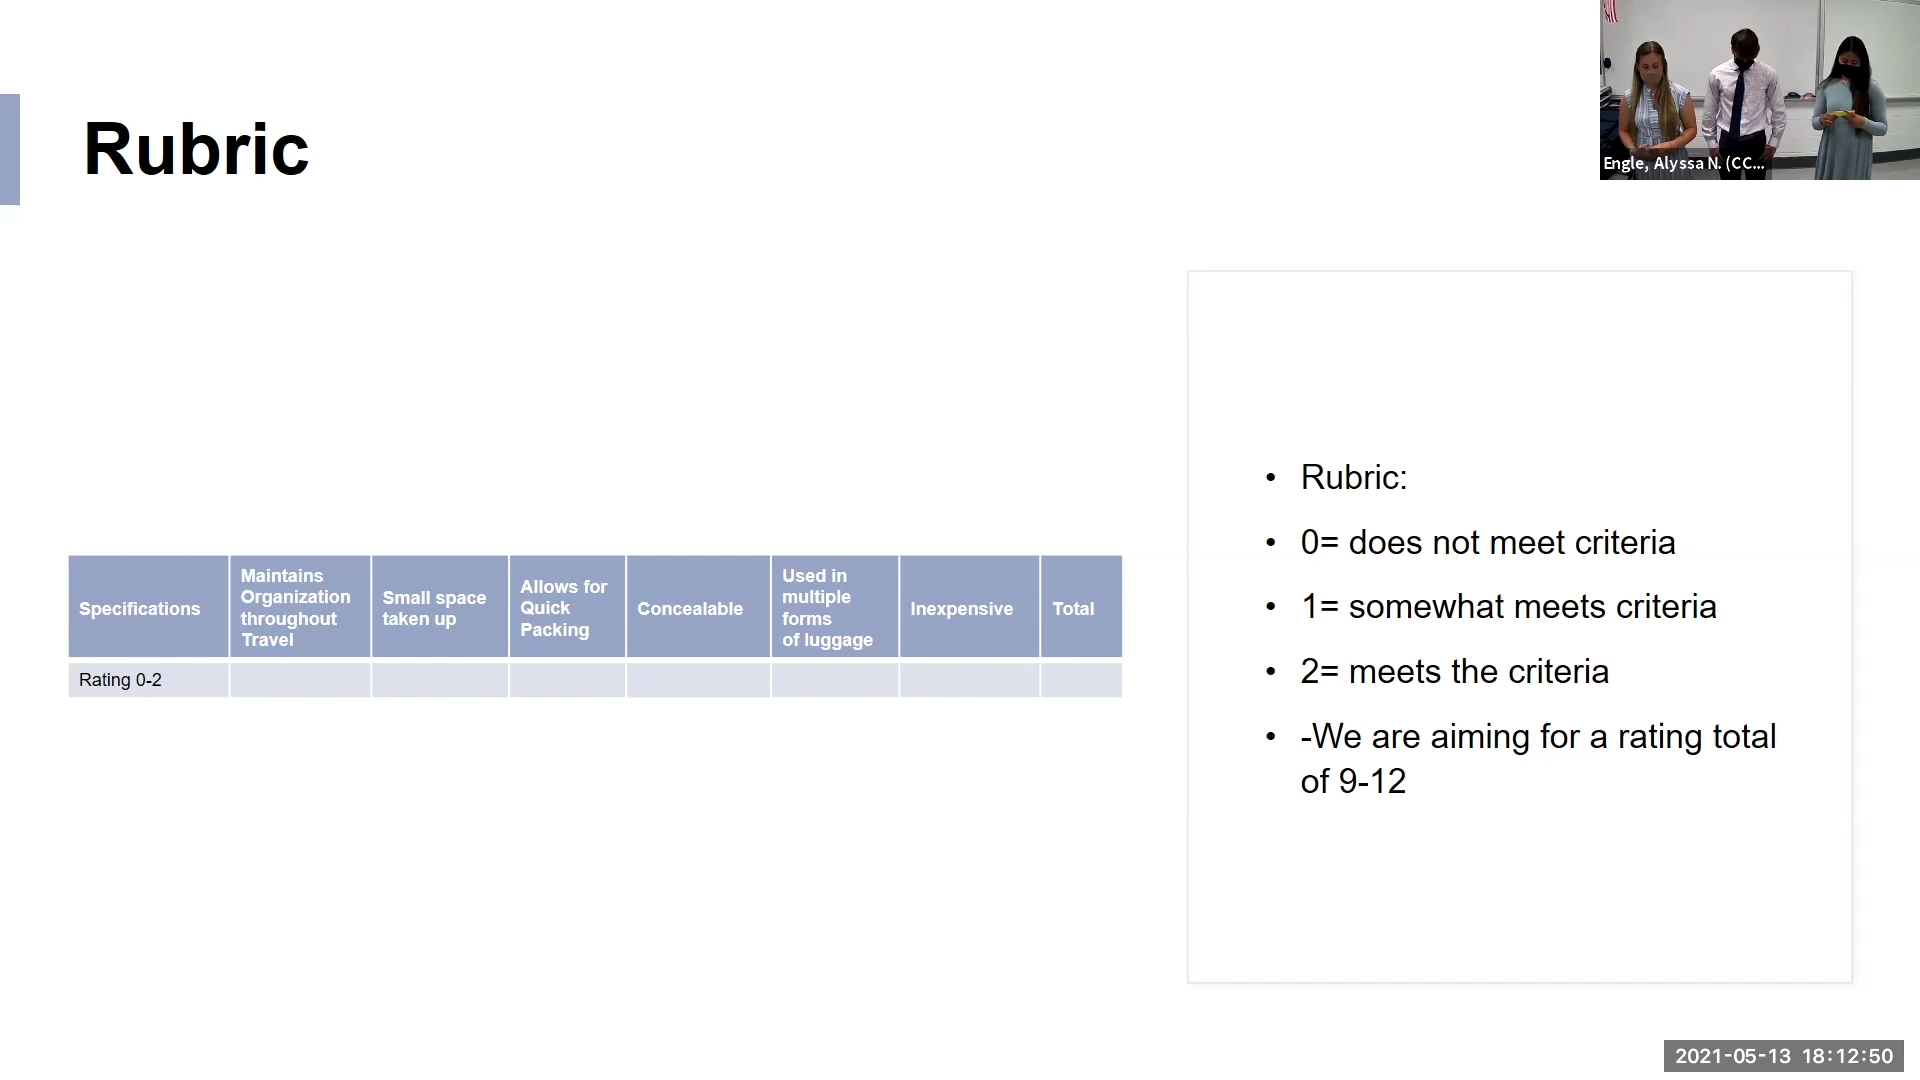 Engle, Alyssa N. (CC...
Rubric
Specifications
Maintains
Organization
throughout
Travel
Small space
taken up
Allows for
Quick
Packing
Concealable
Used in
multiple
forms
of luggage
Inexpensive
Total
Rating 0-2
• Rubric:
• 0= does not meet criteria
• 1= somewhat meets criteria
• 2= meets the criteria
• -We are aiming for a rating total
of 9-12
2021-05-13 18:12:50